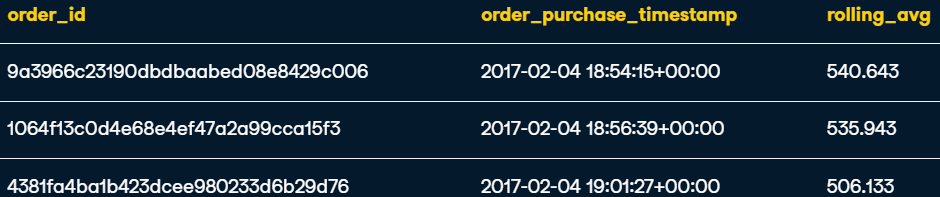 order_id order_purchase_timestamp rolling_avg
9a3966c23190dbdbaabed08e8429c006 2017-02-04 18:54:15+00:00 540.643
1064f13c0d4e68e4ef47a2a99cca15f3 2017-02-04 18:56:39+00:00 535.943
4381fa4ba1b423dcee980233d6b29d76 2017-02-04 19:01:27+00:00 506.133